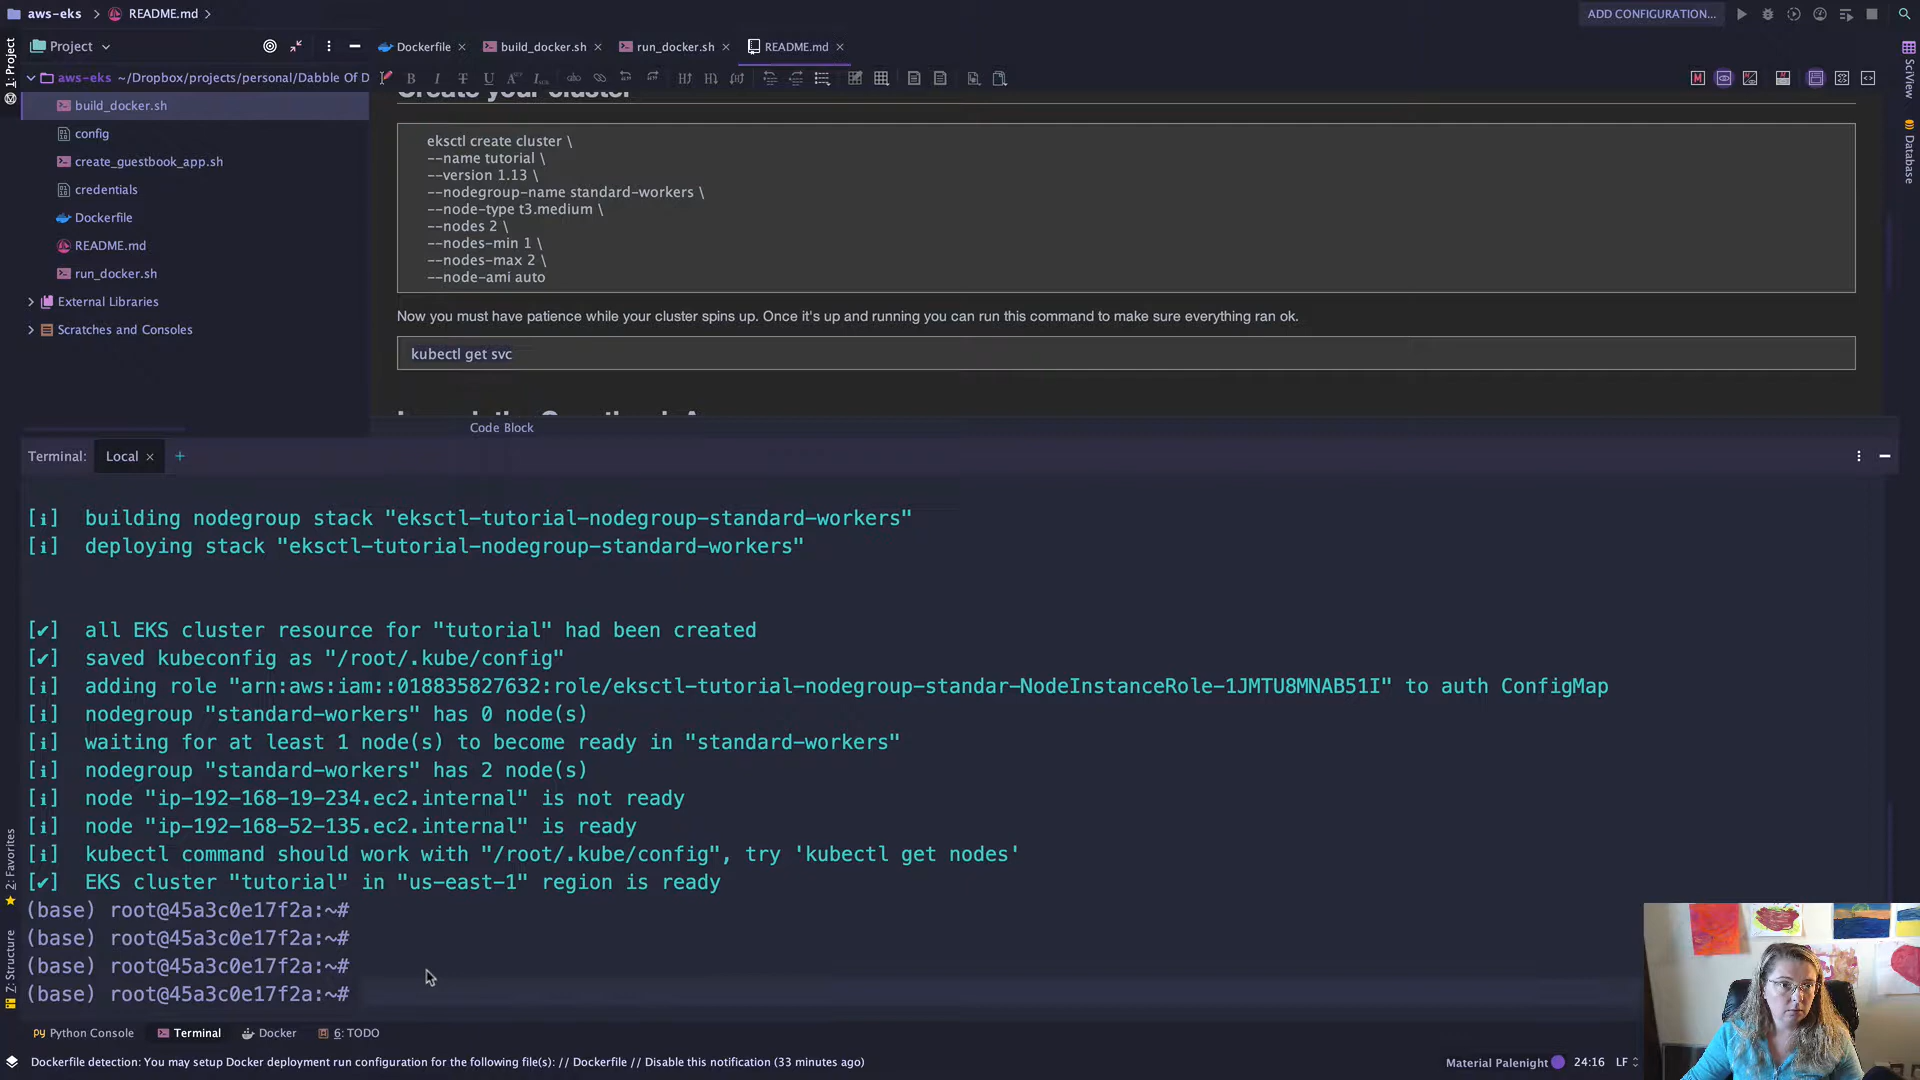 aws-eks
README.md
ADD CONFIGURATION...
1: Project
Project
Dockerfile
build_docker.sh
run_docker.sh
README.md
aws-eks ~/Dropbox/projects/personal/Dabble Of D
build_docker.sh
config
create_guestbook_app.sh
credentials
Dockerfile
README.md
run_docker.sh
External Libraries
Scratches and Consoles
SciView
Database
Create your cluster
eksctl create cluster \
--name tutorial \
--version 1.13 \
--nodegroup-name standard-workers \
--node-type t3.medium \
--nodes 2 \
--nodes-min 1 \
--nodes-max 2 \
--node-ami auto
Now you must have patience while your cluster spins up. Once it's up and running you can run this command to make sure everything ran ok.
kubectl get svc
Code Block
Terminal:
Local
[i] building nodegroup stack "eksctl-tutorial-nodegroup-standard-workers"
[i] deploying stack "eksctl-tutorial-nodegroup-standard-workers"
[✔] all EKS cluster resource for "tutorial" had been created
[✔] saved kubeconfig as "/root/.kube/config"
[i] adding role "arn:aws:iam::018835827632:role/eksctl-tutorial-nodegroup-standar-NodeInstanceRole-1JMTU8MNAB51I" to auth ConfigMap
[i] nodegroup "standard-workers" has 0 node(s)
[i] waiting for at least 1 node(s) to become ready in "standard-workers"
[i] nodegroup "standard-workers" has 2 node(s)
[i] node "ip-192-168-19-234.ec2.internal" is not ready
[i] node "ip-192-168-52-135.ec2.internal" is ready
[i] kubectl command should work with "/root/.kube/config", try 'kubectl get nodes'
[✔] EKS cluster "tutorial" in "us-east-1" region is ready
(base) root@45a3c0e17f2a:~#
(base) root@45a3c0e17f2a:~#
(base) root@45a3c0e17f2a:~#
(base) root@45a3c0e17f2a:~#
2: Favorites
7: Structure
Python Console
Terminal
Docker
6: TODO
Dockerfile detection: You may setup Docker deployment run configuration for the following file(s): // Dockerfile // Disable this notification (33 minutes ago)
Material Palenight
24:16
LF